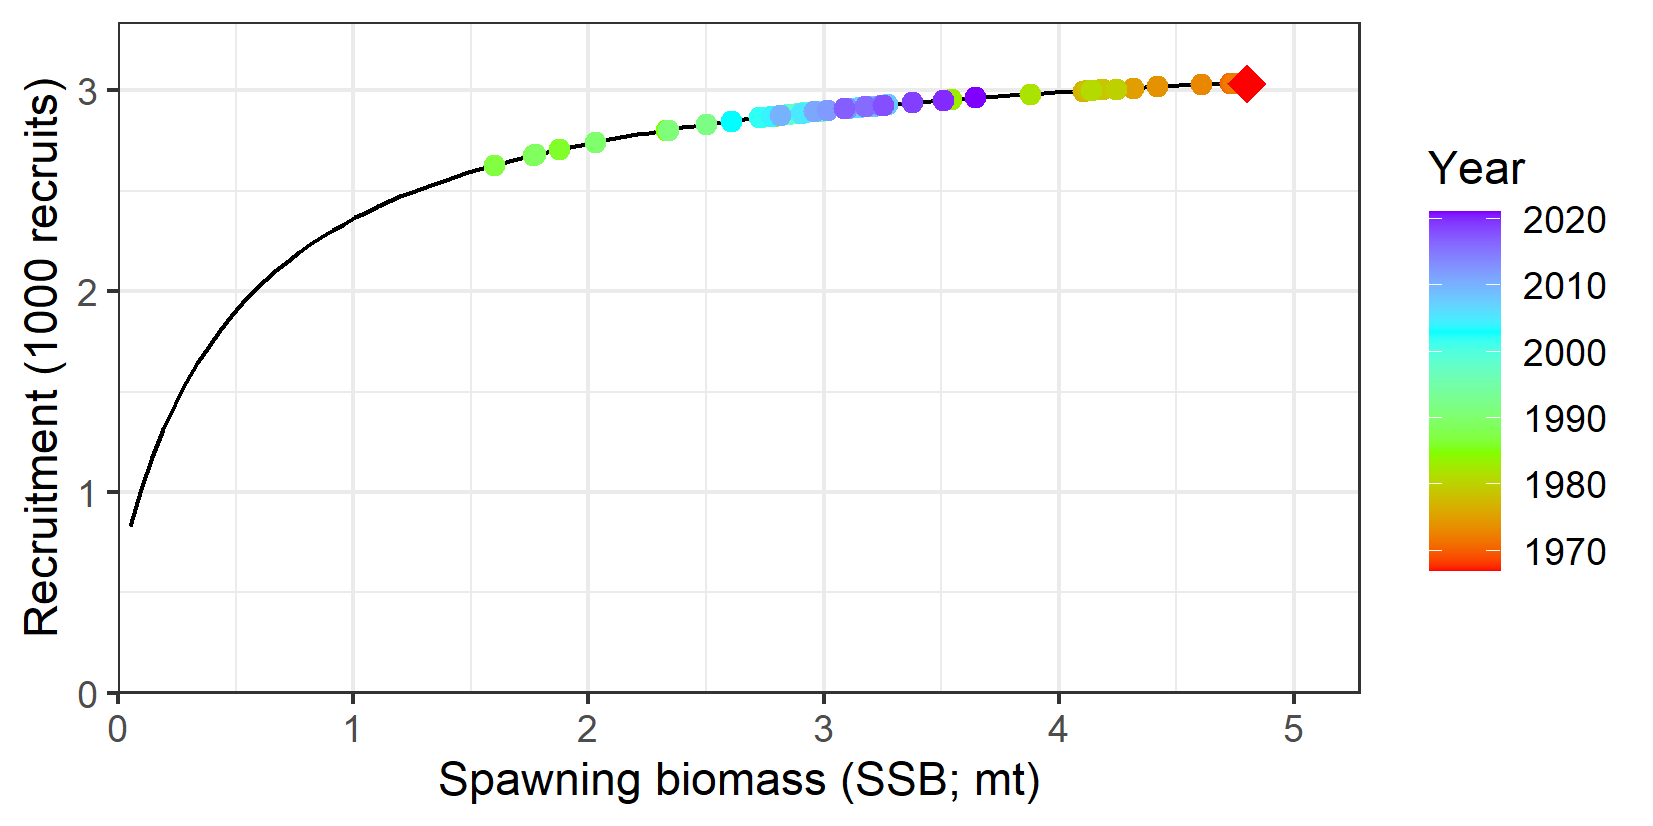 Recruitment (1000 recruits)
3
2
1
0
0 1 2 3 4 5
Spawning biomass (SSB; mt)
Year
2020
2010
2000
1990
1980
1970